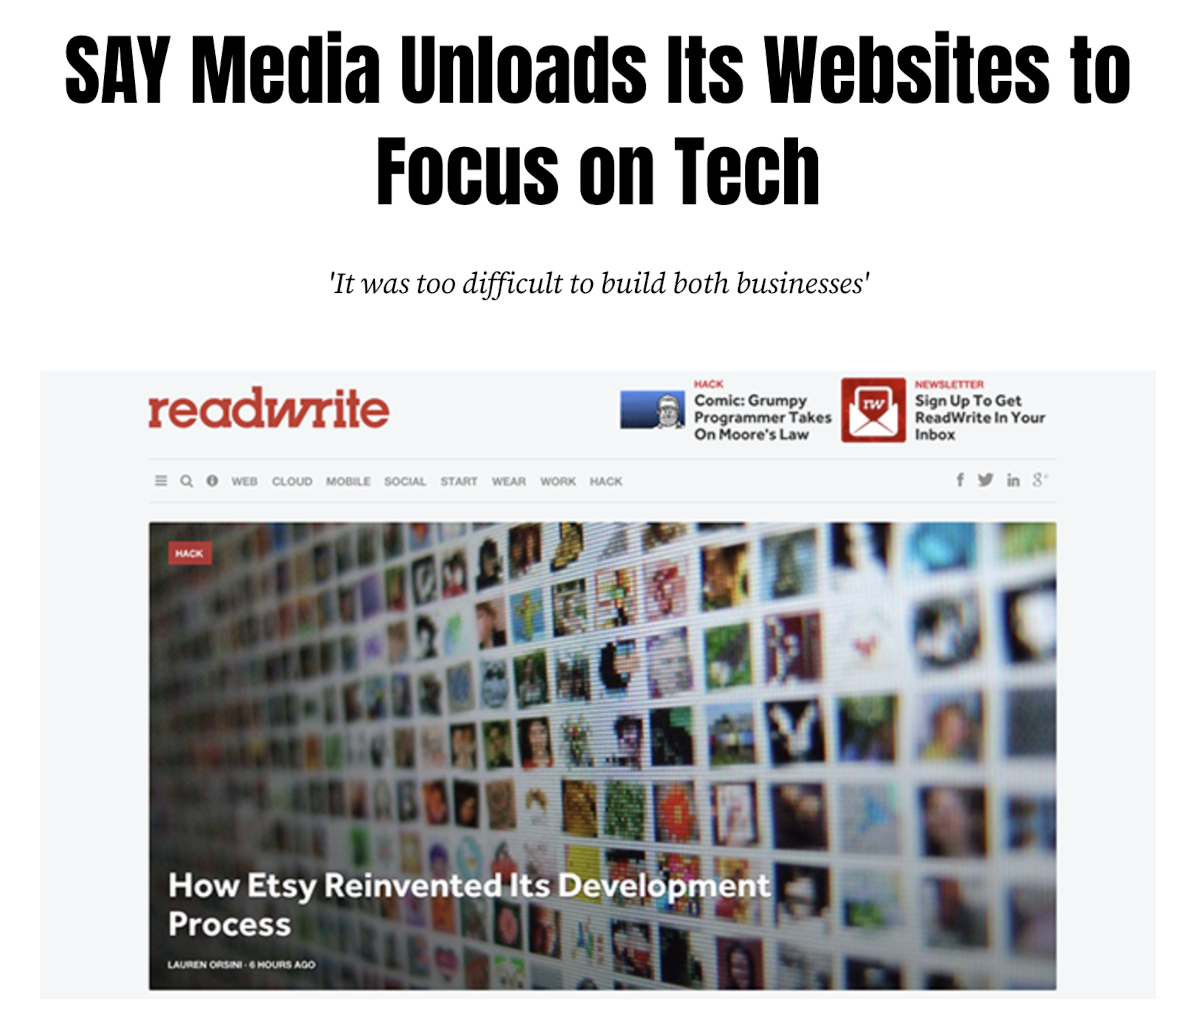 SAY Media Unloads Its Websites to
Focus on Tech
'It was too difficult to build both businesses'
readwrite
HACK
Comic: Grumpy
Programmer Takes
On Moore's Law
rw
NEWSLETTER
Sign Up To Get
ReadWrite In Your
Inbox
WEB CLOUD MOBILE SOCIAL START WEAR WORK HACK
f in g+
HACK
How Etsy Reinvented Its Development
Process
LAUREN ORSINI · 6 HOURS AGO